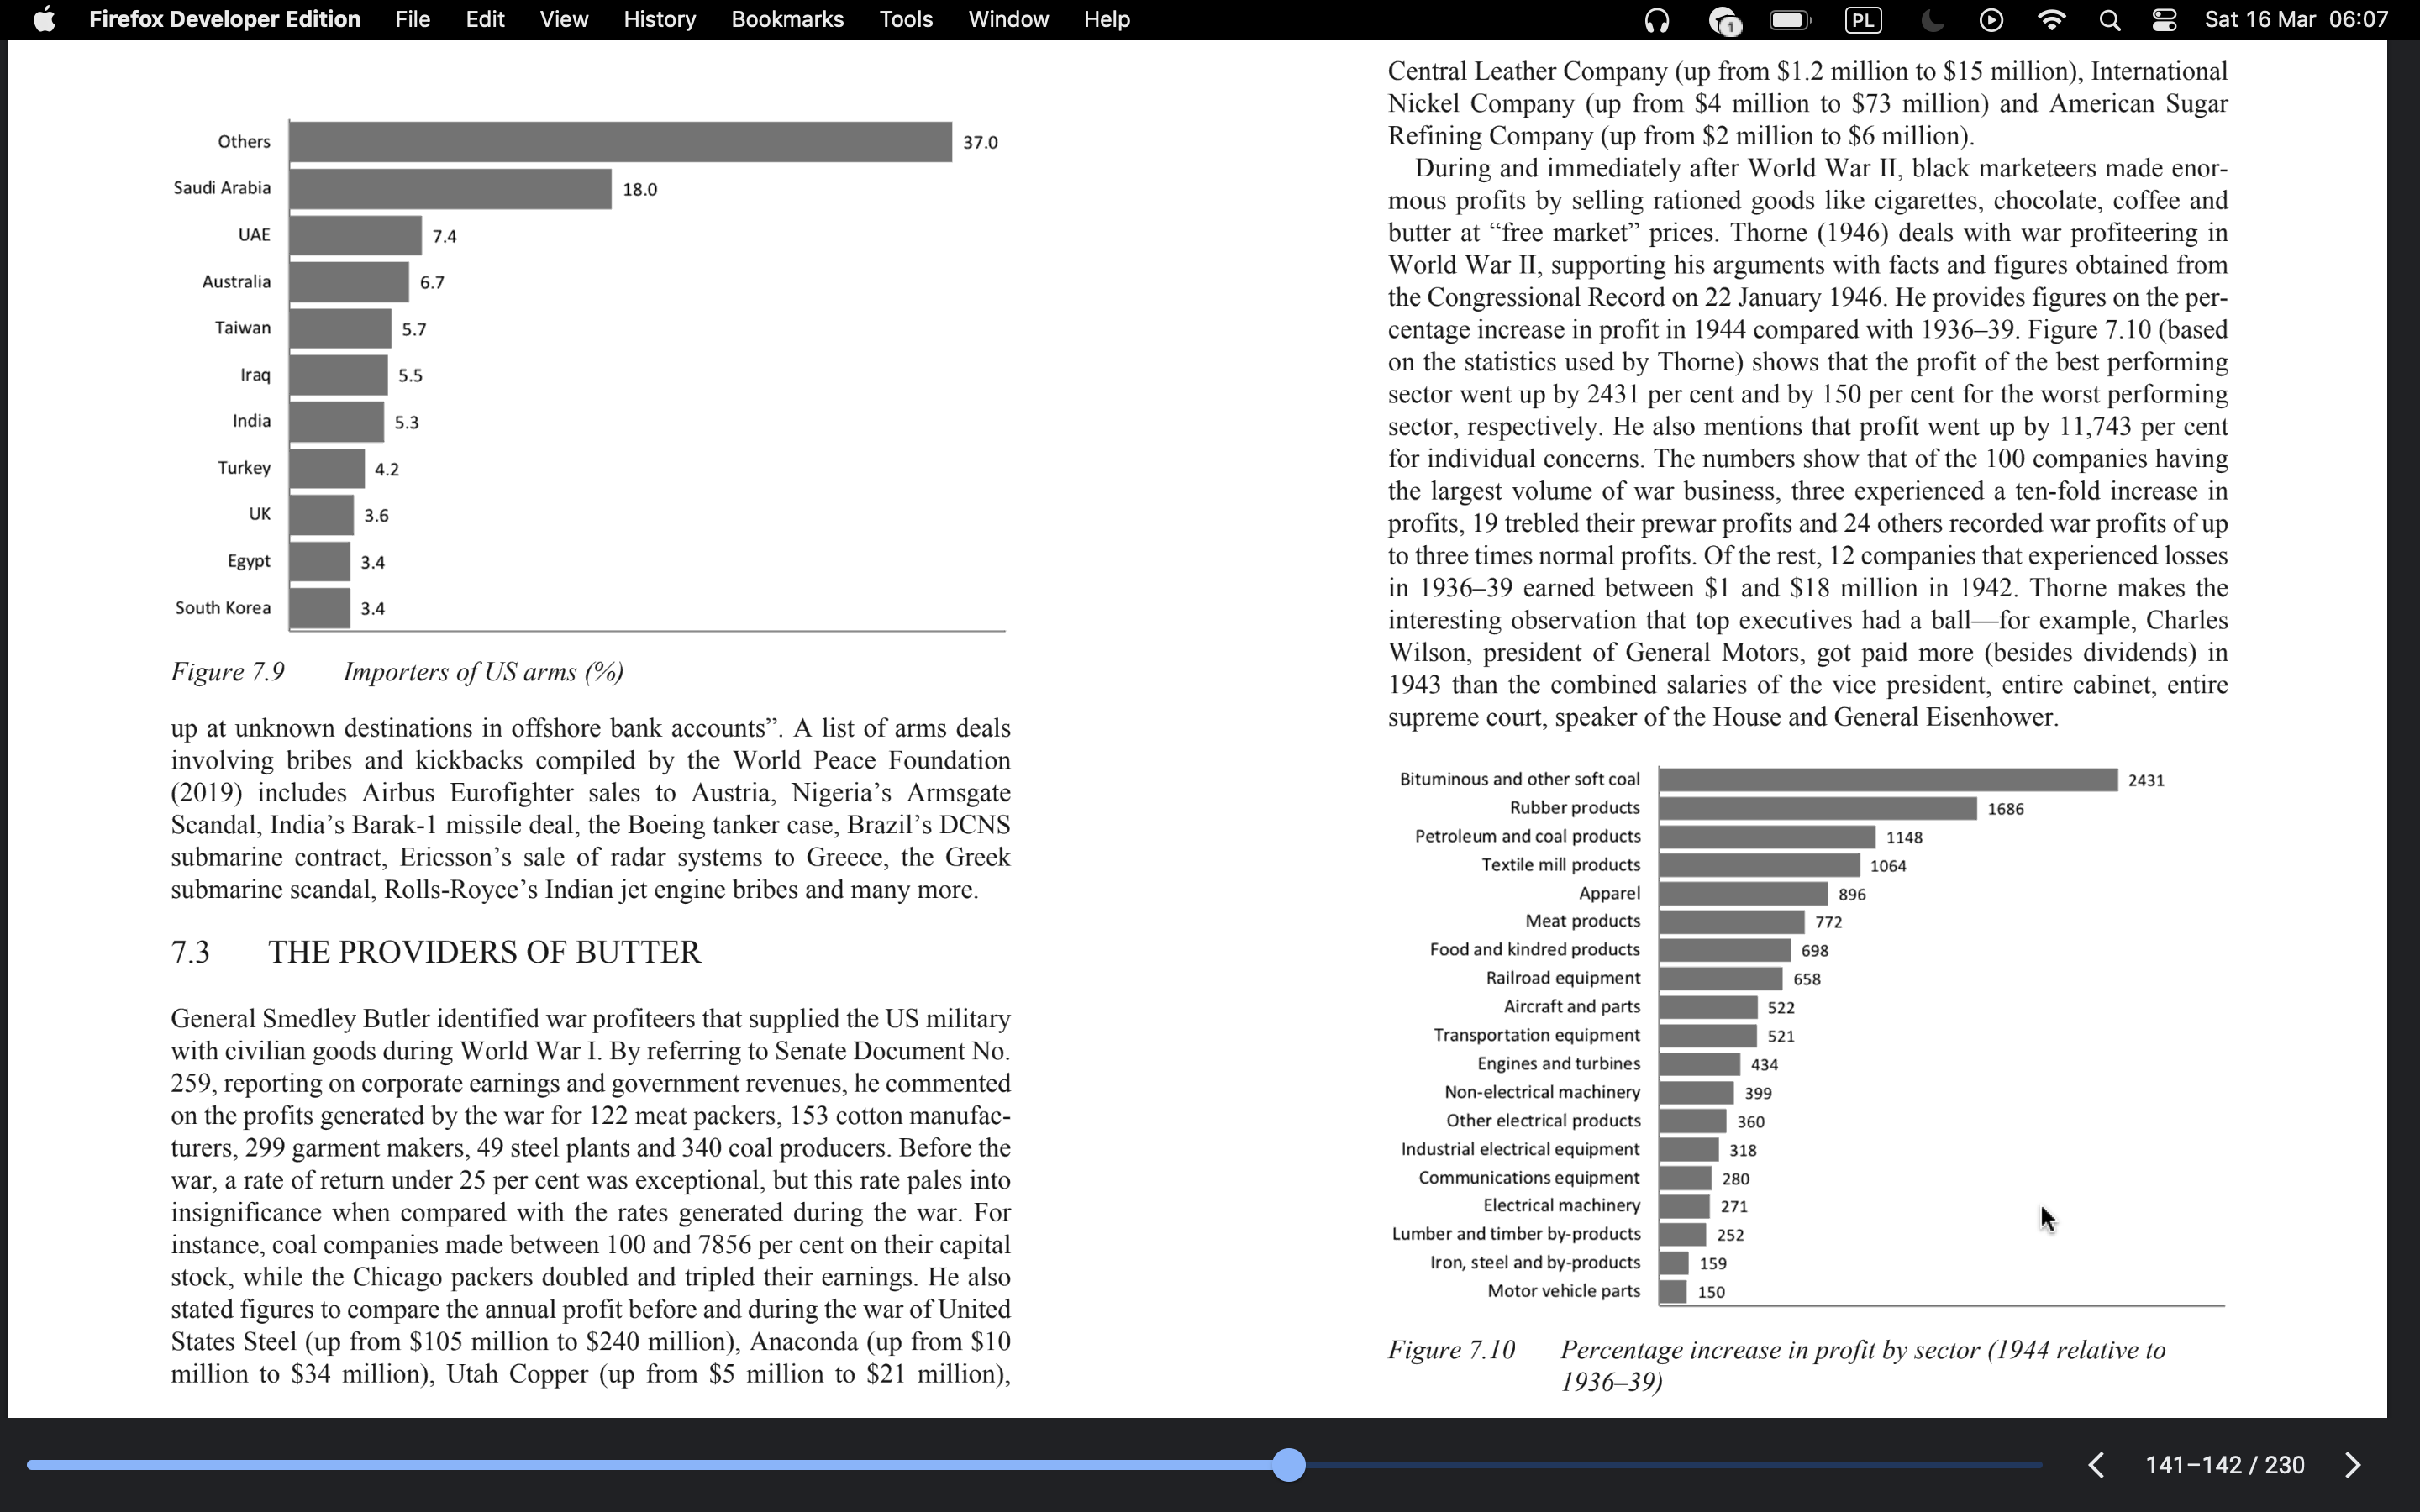 Firefox Developer Edition File Edit View History Bookmarks Tools Window Help 1 PL Sat 16 Mar 06:07
Others 37.0
Saudi Arabia 18.0
UAE 7.4
Australia 6.7
Taiwan 5.7
Iraq 5.5
India 5.3
Turkey 4.2
UK 3.6
Egypt 3.4
South Korea 3.4
Figure 7.9 Importers of US arms (%)
up at unknown destinations in offshore bank accounts”. A list of arms deals
involving bribes and kickbacks compiled by the World Peace Foundation
(2019) includes Airbus Eurofighter sales to Austria, Nigeria’s Armsgate
Scandal, India’s Barak-1 missile deal, the Boeing tanker case, Brazil’s DCNS
submarine contract, Ericsson’s sale of radar systems to Greece, the Greek
submarine scandal, Rolls-Royce’s Indian jet engine bribes and many more.
7.3 THE PROVIDERS OF BUTTER
General Smedley Butler identified war profiteers that supplied the US military
with civilian goods during World War I. By referring to Senate Document No.
259, reporting on corporate earnings and government revenues, he commented
on the profits generated by the war for 122 meat packers, 153 cotton manufac-
turers, 299 garment makers, 49 steel plants and 340 coal producers. Before the
war, a rate of return under 25 per cent was exceptional, but this rate pales into
insignificance when compared with the rates generated during the war. For
instance, coal companies made between 100 and 7856 per cent on their capital
stock, while the Chicago packers doubled and tripled their earnings. He also
stated figures to compare the annual profit before and during the war of United
States Steel (up from $105 million to $240 million), Anaconda (up from $10
million to $34 million), Utah Copper (up from $5 million to $21 million),
Central Leather Company (up from $1.2 million to $15 million), International
Nickel Company (up from $4 million to $73 million) and American Sugar
Refining Company (up from $2 million to $6 million).
During and immediately after World War II, black marketeers made enor-
mous profits by selling rationed goods like cigarettes, chocolate, coffee and
butter at “free market” prices. Thorne (1946) deals with war profiteering in
World War II, supporting his arguments with facts and figures obtained from
the Congressional Record on 22 January 1946. He provides figures on the per-
centage increase in profit in 1944 compared with 1936–39. Figure 7.10 (based
on the statistics used by Thorne) shows that the profit of the best performing
sector went up by 2431 per cent and by 150 per cent for the worst performing
sector, respectively. He also mentions that profit went up by 11,743 per cent
for individual concerns. The numbers show that of the 100 companies having
the largest volume of war business, three experienced a ten-fold increase in
profits, 19 trebled their prewar profits and 24 others recorded war profits of up
to three times normal profits. Of the rest, 12 companies that experienced losses
in 1936–39 earned between $1 and $18 million in 1942. Thorne makes the
interesting observation that top executives had a ball—for example, Charles
Wilson, president of General Motors, got paid more (besides dividends) in
1943 than the combined salaries of the vice president, entire cabinet, entire
supreme court, speaker of the House and General Eisenhower.
Bituminous and other soft coal 2431
Rubber products 1686
Petroleum and coal products 1148
Textile mill products 1064
Apparel 896
Meat products 772
Food and kindred products 698
Railroad equipment 658
Aircraft and parts 522
Transportation equipment 521
Engines and turbines 434
Non-electrical machinery 399
Other electrical products 360
Industrial electrical equipment 318
Communications equipment 280
Electrical machinery 271
Lumber and timber by-products 252
Iron, steel and by-products 159
Motor vehicle parts 150
Figure 7.10 Percentage increase in profit by sector (1944 relative to
1936–39)
141–142 / 230